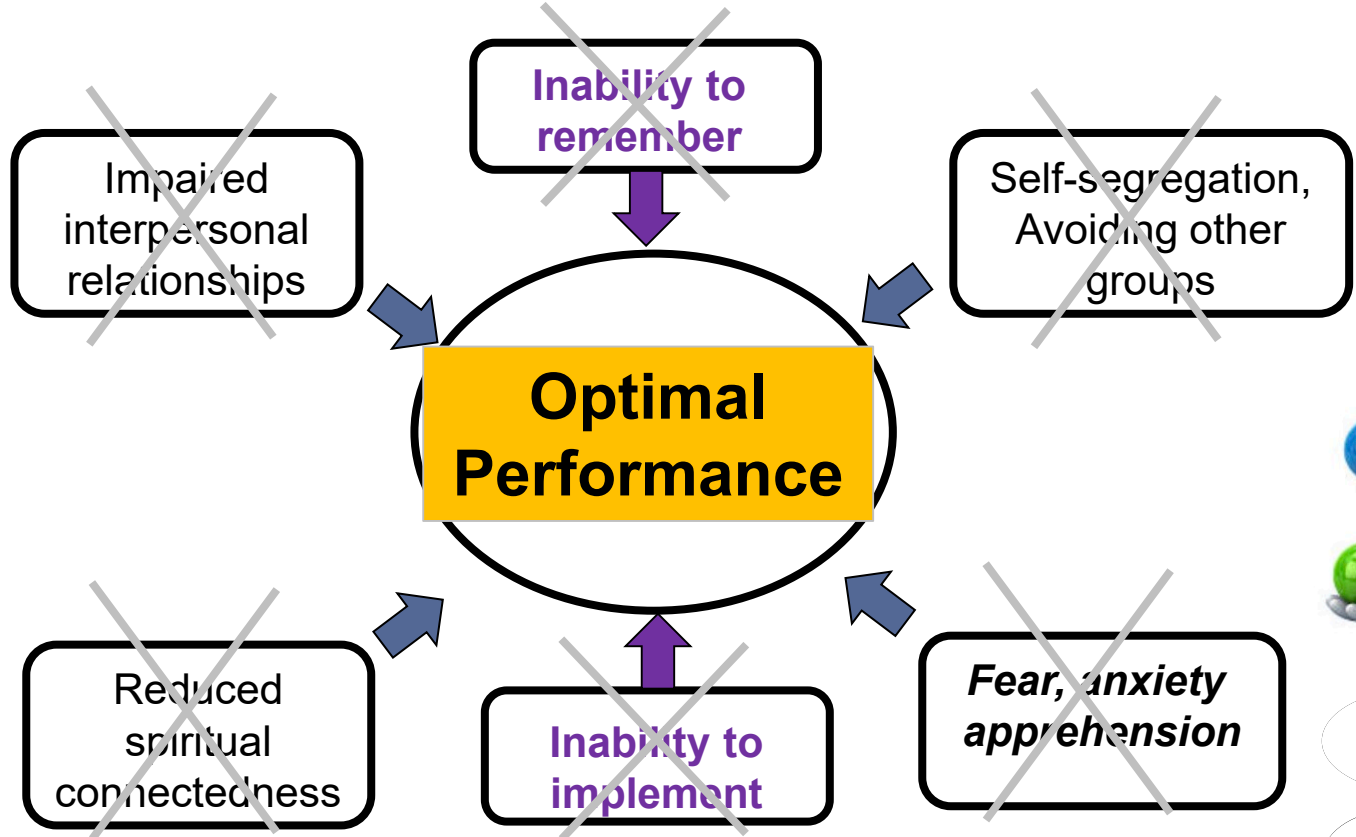 Inability to
remember
Impaired
interpersonal
relationships
Self-segregation,
Avoiding other
groups
Optimal
Performance
Reduced
spiritual
connectedness
Inability to
implement
Fear, anxiety
apprehension